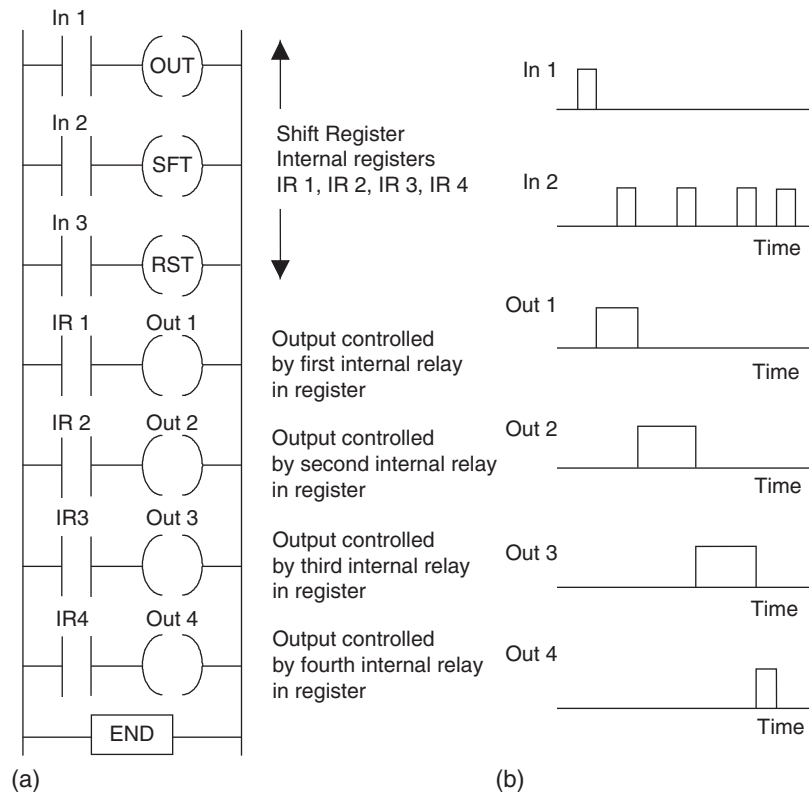 In 1
OUT
In 2
SFT
In 3
RST
IR 1 Out 1
IR 2 Out 2
IR3 Out 3
IR4 Out 4
END
(a)
Shift Register
Internal registers
IR 1, IR 2, IR 3, IR 4
Output controlled
by first internal relay
in register
Output controlled
by second internal relay
in register
Output controlled
by third internal relay
in register
Output controlled
by fourth internal relay
in register
In 1
In 2
Time
Out 1
Time
Out 2
Time
Out 3
Time
Out 4
Time
(b)